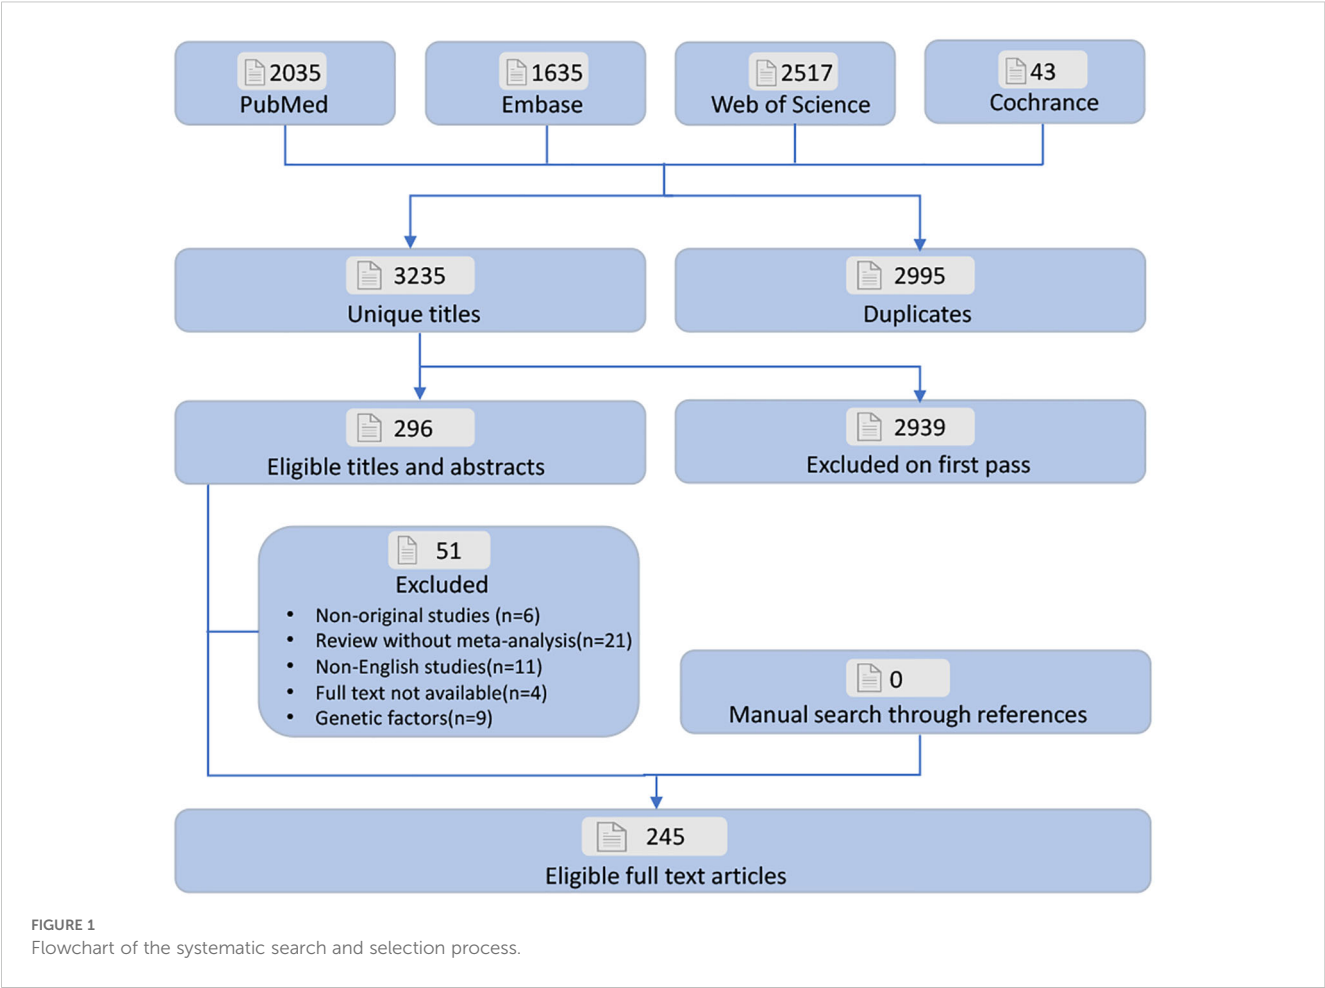 2035
PubMed
1635
Embase
2517
Web of Science
43
Cochrance
3235
Unique titles
2995
Duplicates
296
Eligible titles and abstracts
2939
Excluded on first pass
51
Excluded
• Non-original studies (n=6)
• Review without meta-analysis(n=21)
• Non-English studies(n=11)
• Full text not available(n=4)
• Genetic factors(n=9)
0
Manual search through references
245
Eligible full text articles
FIGURE 1
Flowchart of the systematic search and selection process.